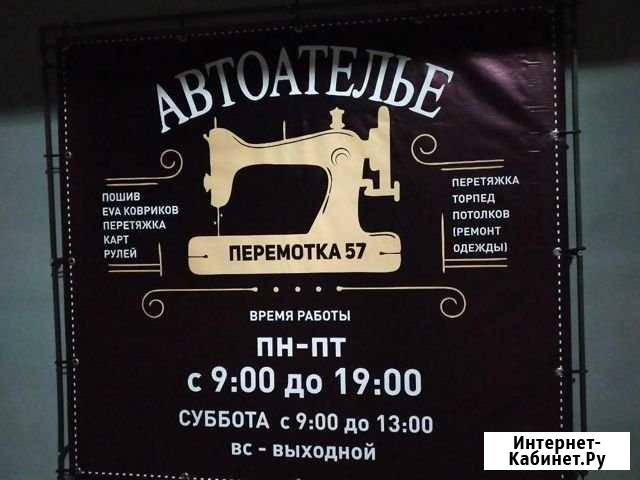 АВТОАТЕЛЬЕ
ПОШИВ
EVA КОВРИКОВ
ПЕРЕТЯЖКА
КАРТ
РУЛЕЙ
ПЕРЕТЯЖКА
ТОРПЕД
ПОТОЛКОВ
(РЕМОНТ
ОДЕЖДЫ)
ПЕРЕМОТКА 57
ВРЕМЯ РАБОТЫ
пн-пт
с 9:00 до 19:00
СУББОТА с 9:00 до 13:00
вс - выходной
Интернет-
Кабинет.Ру